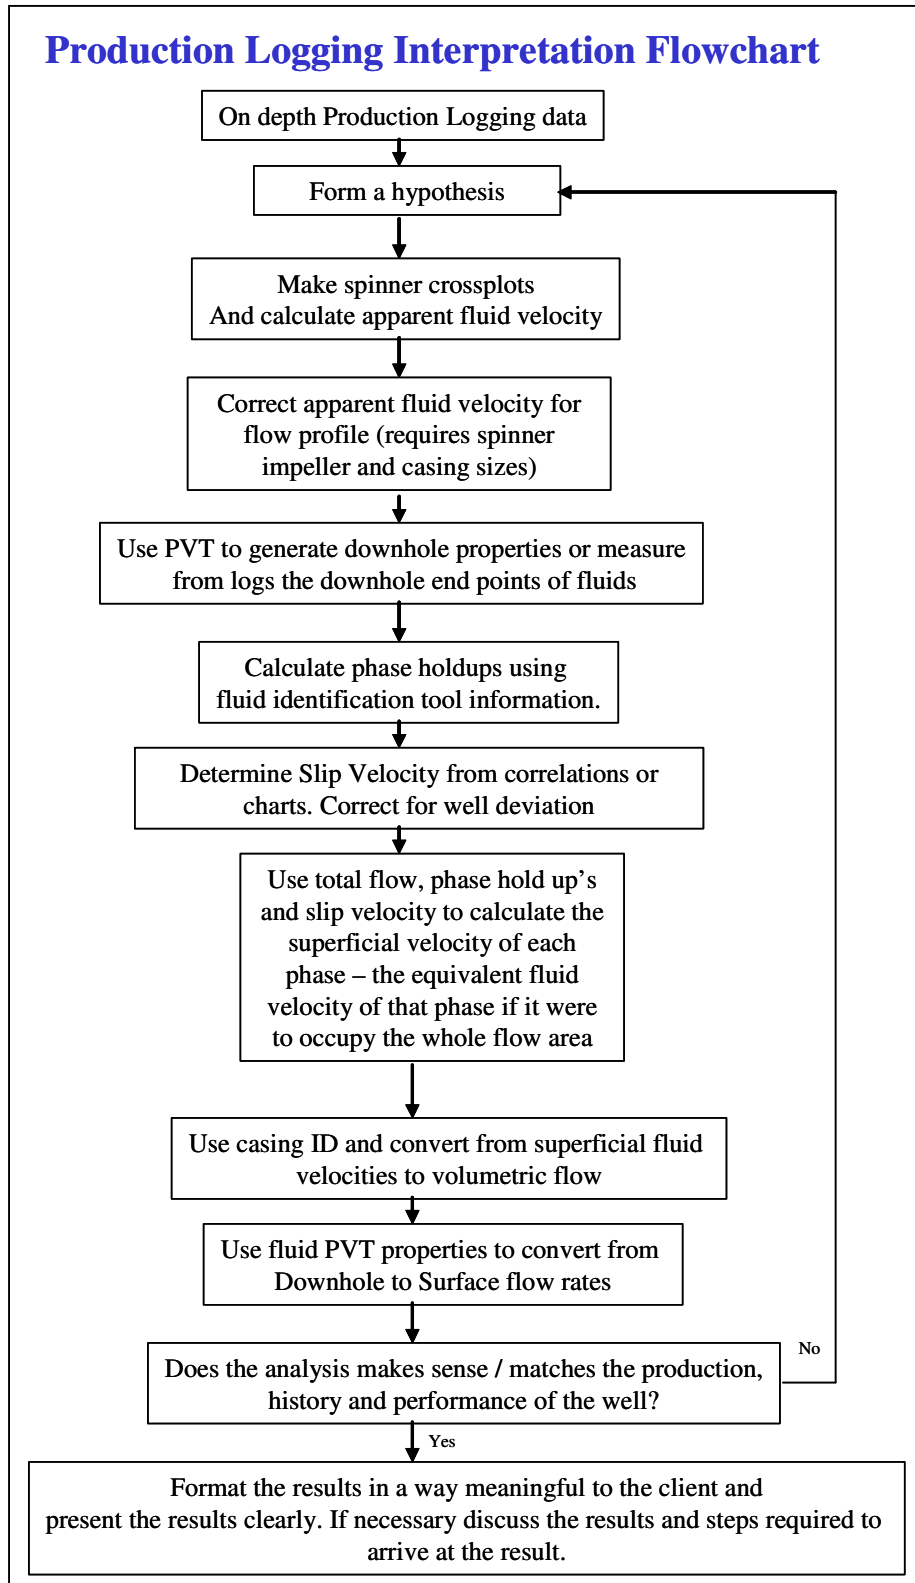 Production Logging Interpretation Flowchart
On depth Production Logging data
Form a hypothesis
Make spinner crossplots
And calculate apparent fluid velocity
Correct apparent fluid velocity for
flow profile (requires spinner
impeller and casing sizes)
Use PVT to generate downhole properties or measure
from logs the downhole end points of fluids
Calculate phase holdups using
fluid identification tool information.
Determine Slip Velocity from correlations or
charts. Correct for well deviation
Use total flow, phase hold up’s
and slip velocity to calculate the
superficial velocity of each
phase – the equivalent fluid
velocity of that phase if it were
to occupy the whole flow area
Use casing ID and convert from superficial fluid
velocities to volumetric flow
Use fluid PVT properties to convert from
Downhole to Surface flow rates
Does the analysis makes sense / matches the production,
history and performance of the well?
No
Yes
Format the results in a way meaningful to the client and
present the results clearly. If necessary discuss the results and steps required to
arrive at the result.